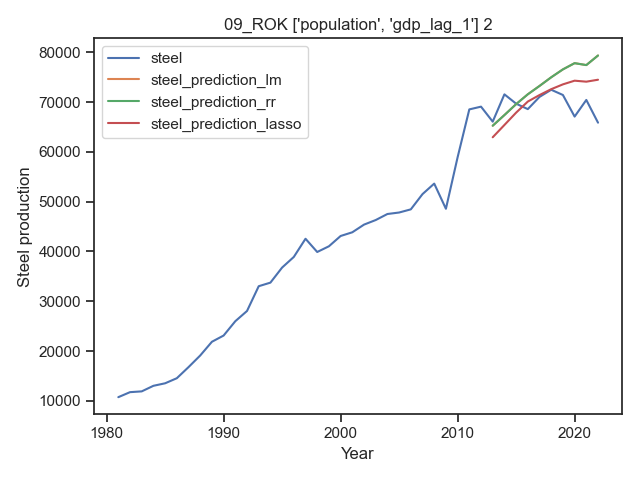 09_ROK ['population', 'gdp_lag_1'] 2
steel
steel_prediction_lm
steel_prediction_rr
steel_prediction_lasso
Steel production
80000
70000
60000
50000
40000
30000
20000
10000
1980
1990
2000
2010
2020
Year